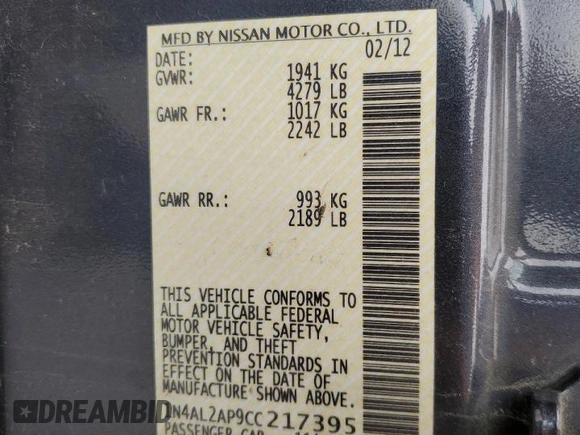 MFD BY NISSAN MOTOR CO., LTD.
DATE: 02/12
GVWR: 1941 KG
4279 LB
GAWR FR.: 1017 KG
2242 LB
GAWR RR.: 993 KG
2189 LB
THIS VEHICLE CONFORMS TO
ALL APPLICABLE FEDERAL
MOTOR VEHICLE SAFETY,
BUMPER, AND THEFT
PREVENTION STANDARDS IN
EFFECT ON THE DATE OF
MANUFACTURE SHOWN ABOVE.
1N4AL2AP9CC217395
PASSENGER CAR
DREAMBID